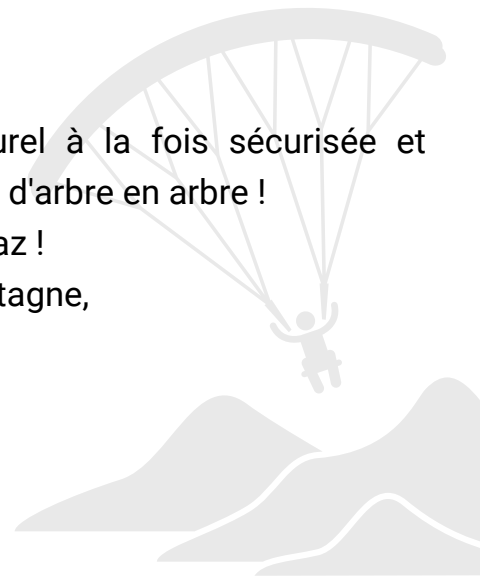 urel à la fois sécurisée et
d'arbre en arbre !
az !
tagne,